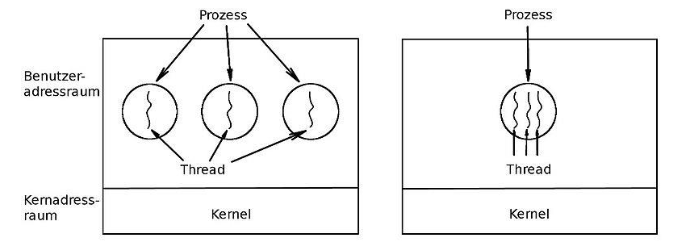 Prozess
Prozess
Benutzer-
adressraum
Thread
Thread
Kernadress-
raum
Kernel
Kernel